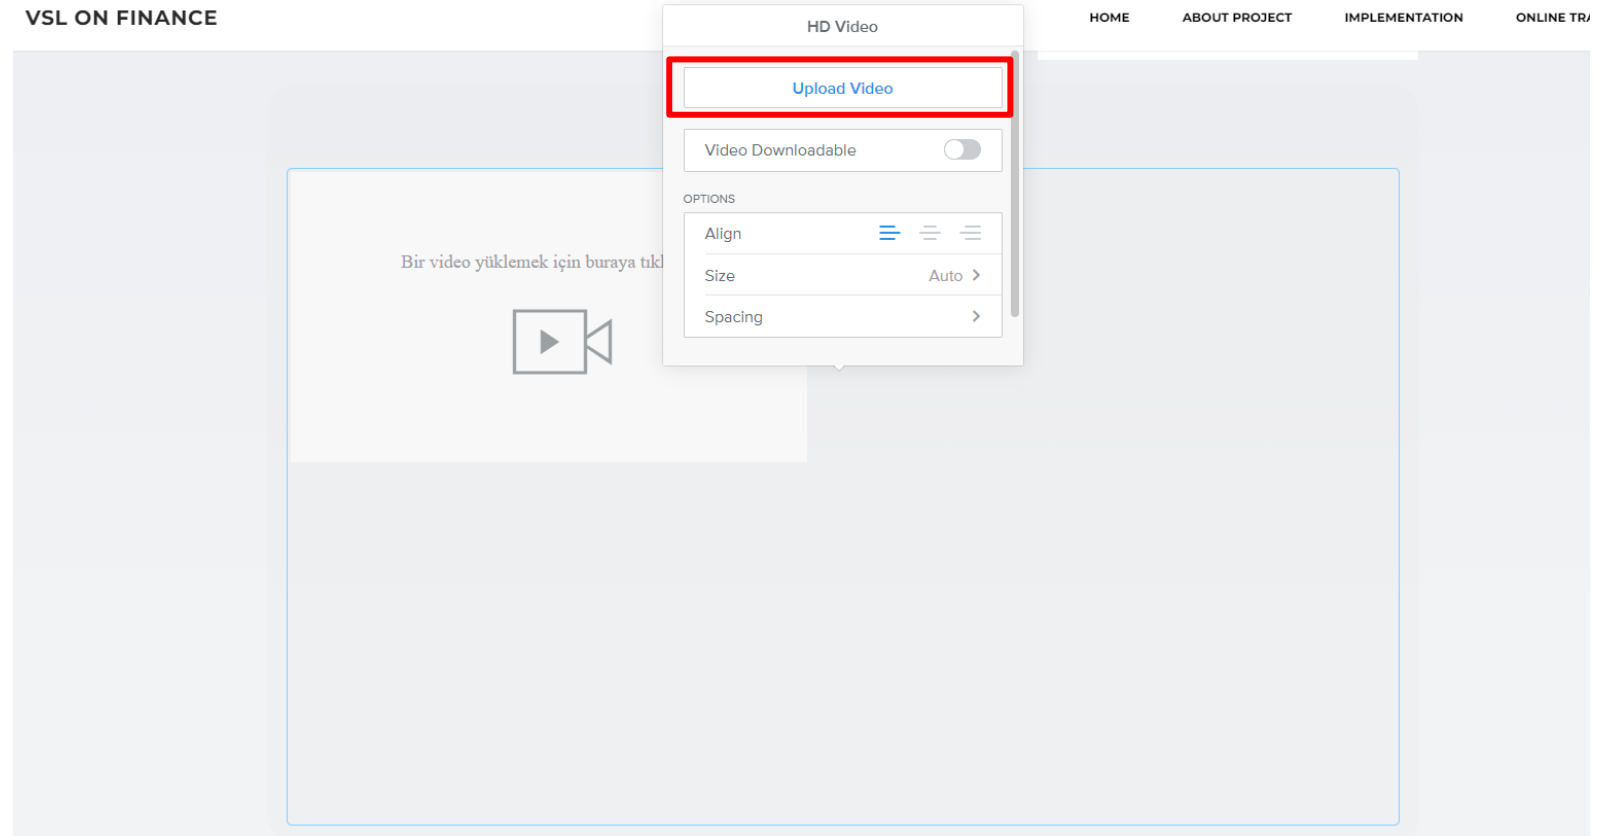 VSL ON FINANCE
HD Video
HOME ABOUT PROJECT IMPLEMENTATION ONLINE
Upload Video
Video Downloadable
OPTIONS
Align
Bir video yüklemek için buraya
Size Auto
Spacing